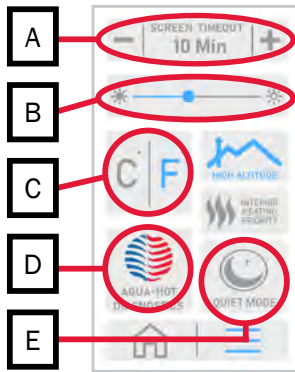 A
SCREEN TIMEOUT
− 10 Min +
B
C
C° F
HIGH ALTITUDE
INTERIOR
HEATING
PRIORITY
D
AQUA-HOT
DIAGNOSTICS
QUIET MODE
E